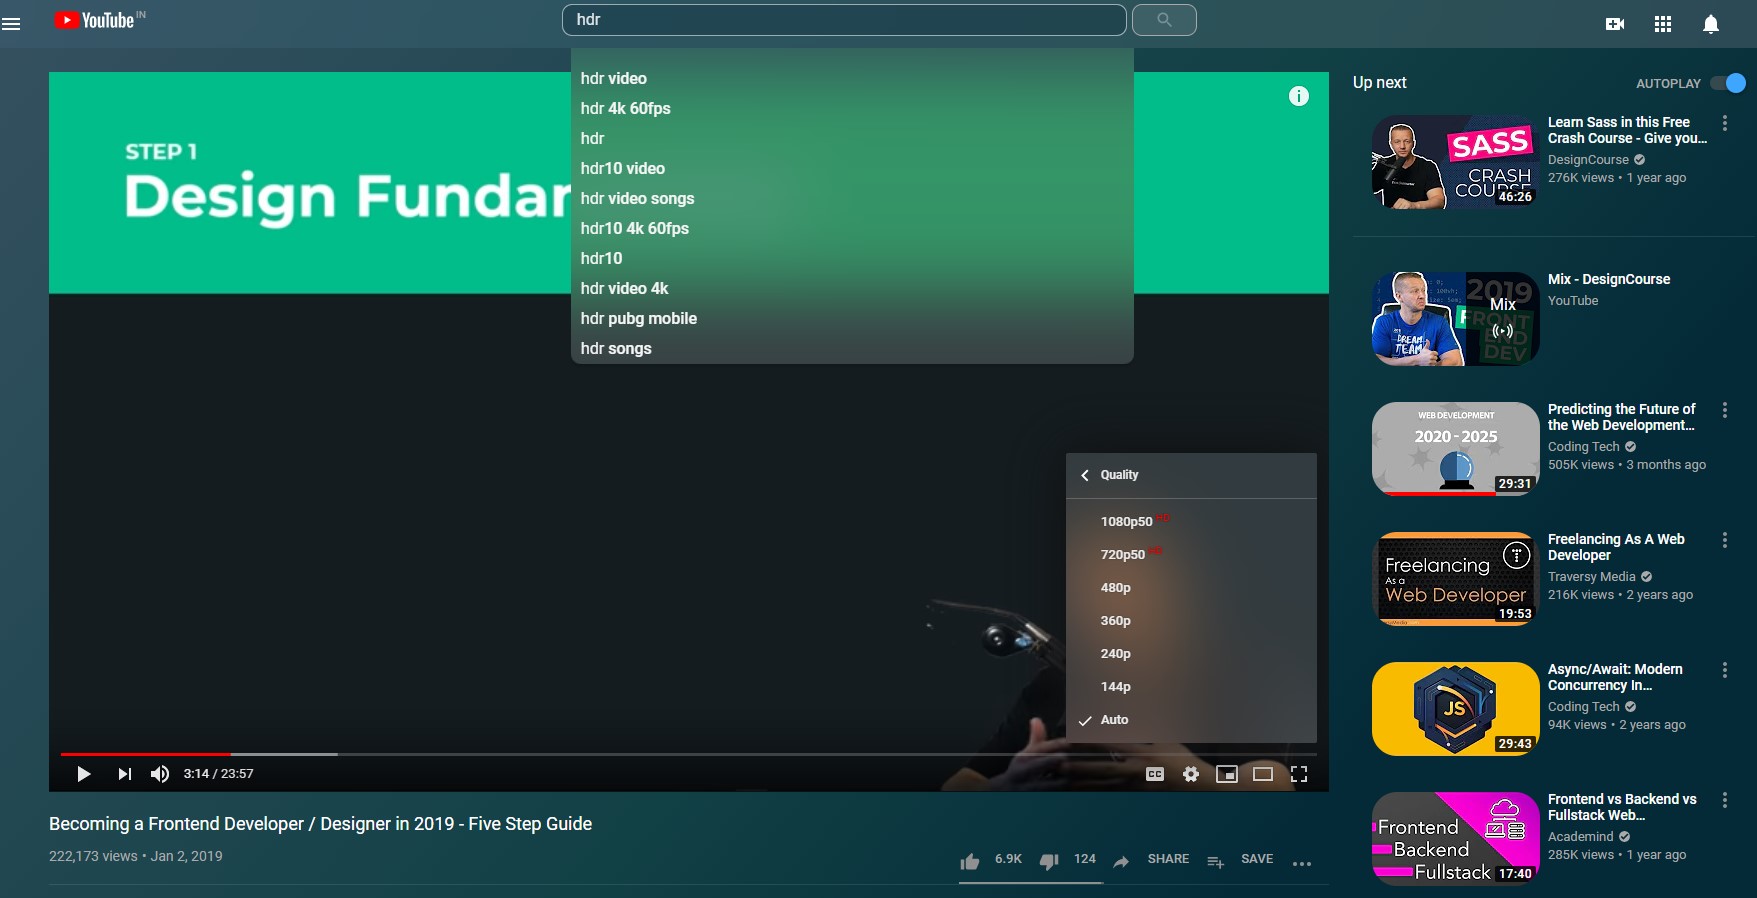 YouTube IN
hdr
hdr video
hdr 4k 60fps
hdr
hdr10 video
hdr video songs
hdr10 4k 60fps
hdr10
hdr video 4k
hdr pubg mobile
hdr songs
STEP 1
Design Fundam
Quality
1080p50 HD
720p50 HD
480p
360p
240p
144p
Auto
3:14 / 23:57
CC
Becoming a Frontend Developer / Designer in 2019 - Five Step Guide
222,173 views • Jan 2, 2019
6.9K
124
SHARE
SAVE
Up next
AUTOPLAY
SASS
CRASH
COURSE
46:26
Learn Sass in this Free
Crash Course - Give you...
DesignCourse
276K views • 1 year ago
2019
FRONT
END
DEV
Mix
DREAM
TEAM
Mix - DesignCourse
YouTube
WEB DEVELOPMENT
2020 - 2025
29:31
Predicting the Future of
the Web Development...
Coding Tech
505K views • 3 months ago
Freelancing
As a
Web Developer
19:53
Freelancing As A Web
Developer
Traversy Media
216K views • 2 years ago
JS
29:43
Async/Await: Modern
Concurrency In...
Coding Tech
94K views • 2 years ago
Frontend
Backend
Fullstack
17:40
Frontend vs Backend vs
Fullstack Web...
Academind
285K views • 1 year ago